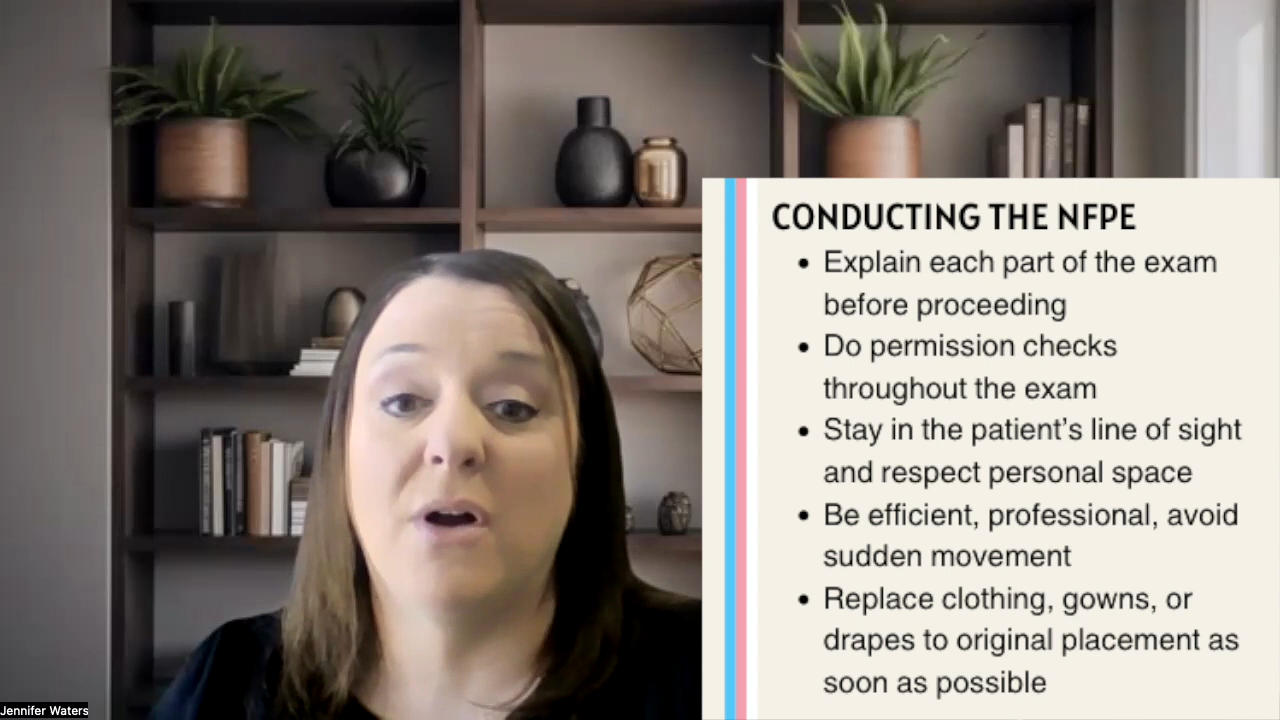 CONDUCTING THE NFPE
• Explain each part of the exam
before proceeding
• Do permission checks
throughout the exam
• Stay in the patient’s line of sight
and respect personal space
• Be efficient, professional, avoid
sudden movement
• Replace clothing, gowns, or
drapes to original placement as
soon as possible
Jennifer Waters